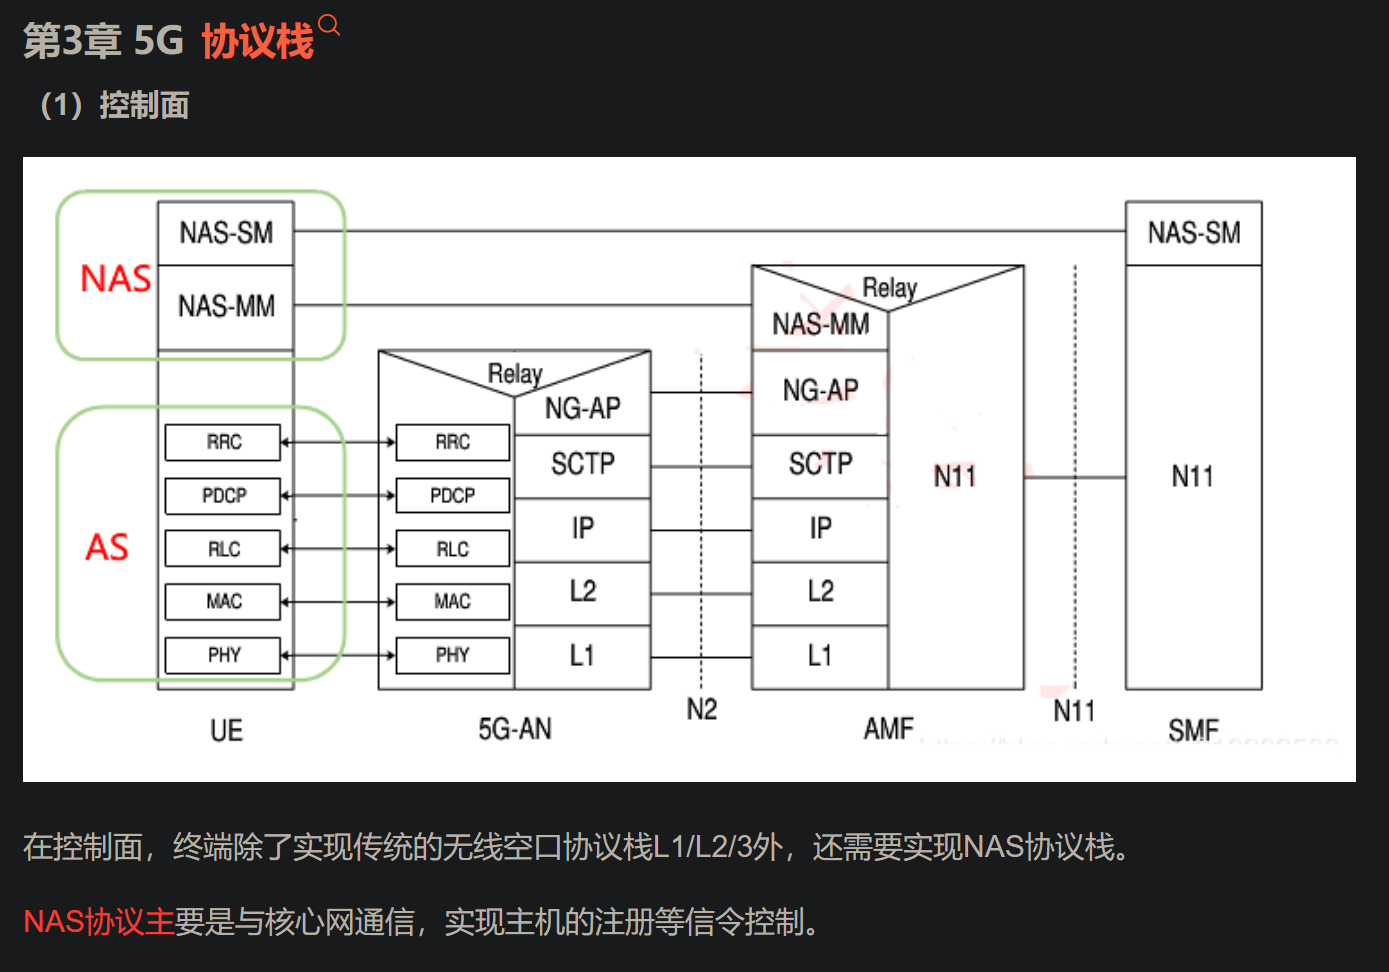 第3章 5G 协议栈
（1）控制面
NAS-SM
NAS-SM
NAS
NAS-MM
Relay
NAS-MM
Relay
NG-AP
NG-AP
RRC
RRC
SCTP
SCTP
N11
N11
PDCP
PDCP
IP
IP
AS
RLC
RLC
L2
L2
MAC
MAC
PHY
PHY
L1
L1
N2
N11
UE
5G-AN
AMF
SMF
在控制面，终端除了实现传统的无线空口协议栈L1/L2/3外，还需要实现NAS协议栈。
NAS协议主要是与核心网通信，实现主机的注册等信令控制。